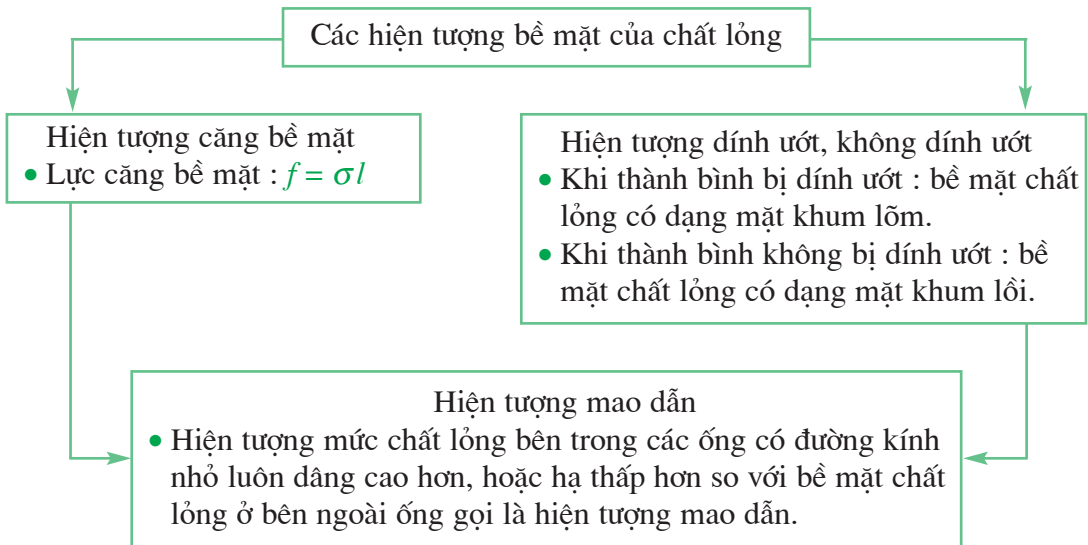 Các hiện tượng bề mặt của chất lỏng
Hiện tượng căng bề mặt
• Lực căng bề mặt : f = σl
Hiện tượng dính ướt, không dính ướt
• Khi thành bình bị dính ướt : bề mặt chất
lỏng có dạng mặt khum lõm.
• Khi thành bình không bị dính ướt : bề
mặt chất lỏng có dạng mặt khum lồi.
Hiện tượng mao dẫn
• Hiện tượng mức chất lỏng bên trong các ống có đường kính
nhỏ luôn dâng cao hơn, hoặc hạ thấp hơn so với bề mặt chất
lỏng ở bên ngoài ống gọi là hiện tượng mao dẫn.